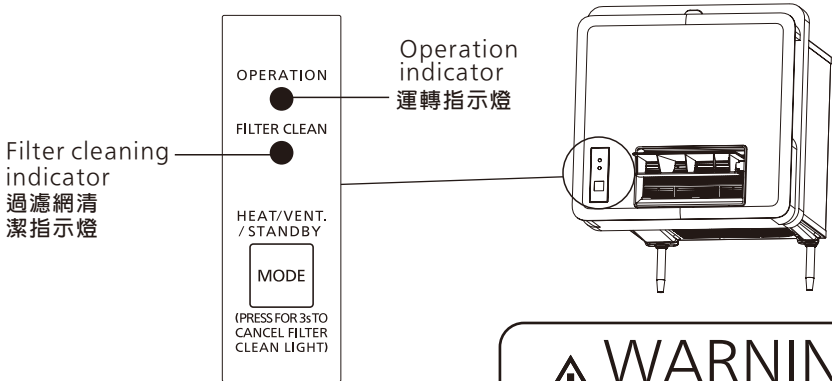 OPERATION
FILTER CLEAN
HEAT/VENT.
/STANDBY
MODE
(PRESS FOR 3s TO
CANCEL FILTER
CLEAN LIGHT)
Operation
indicator
運轉指示燈
Filter cleaning
indicator
過濾網清
潔指示燈